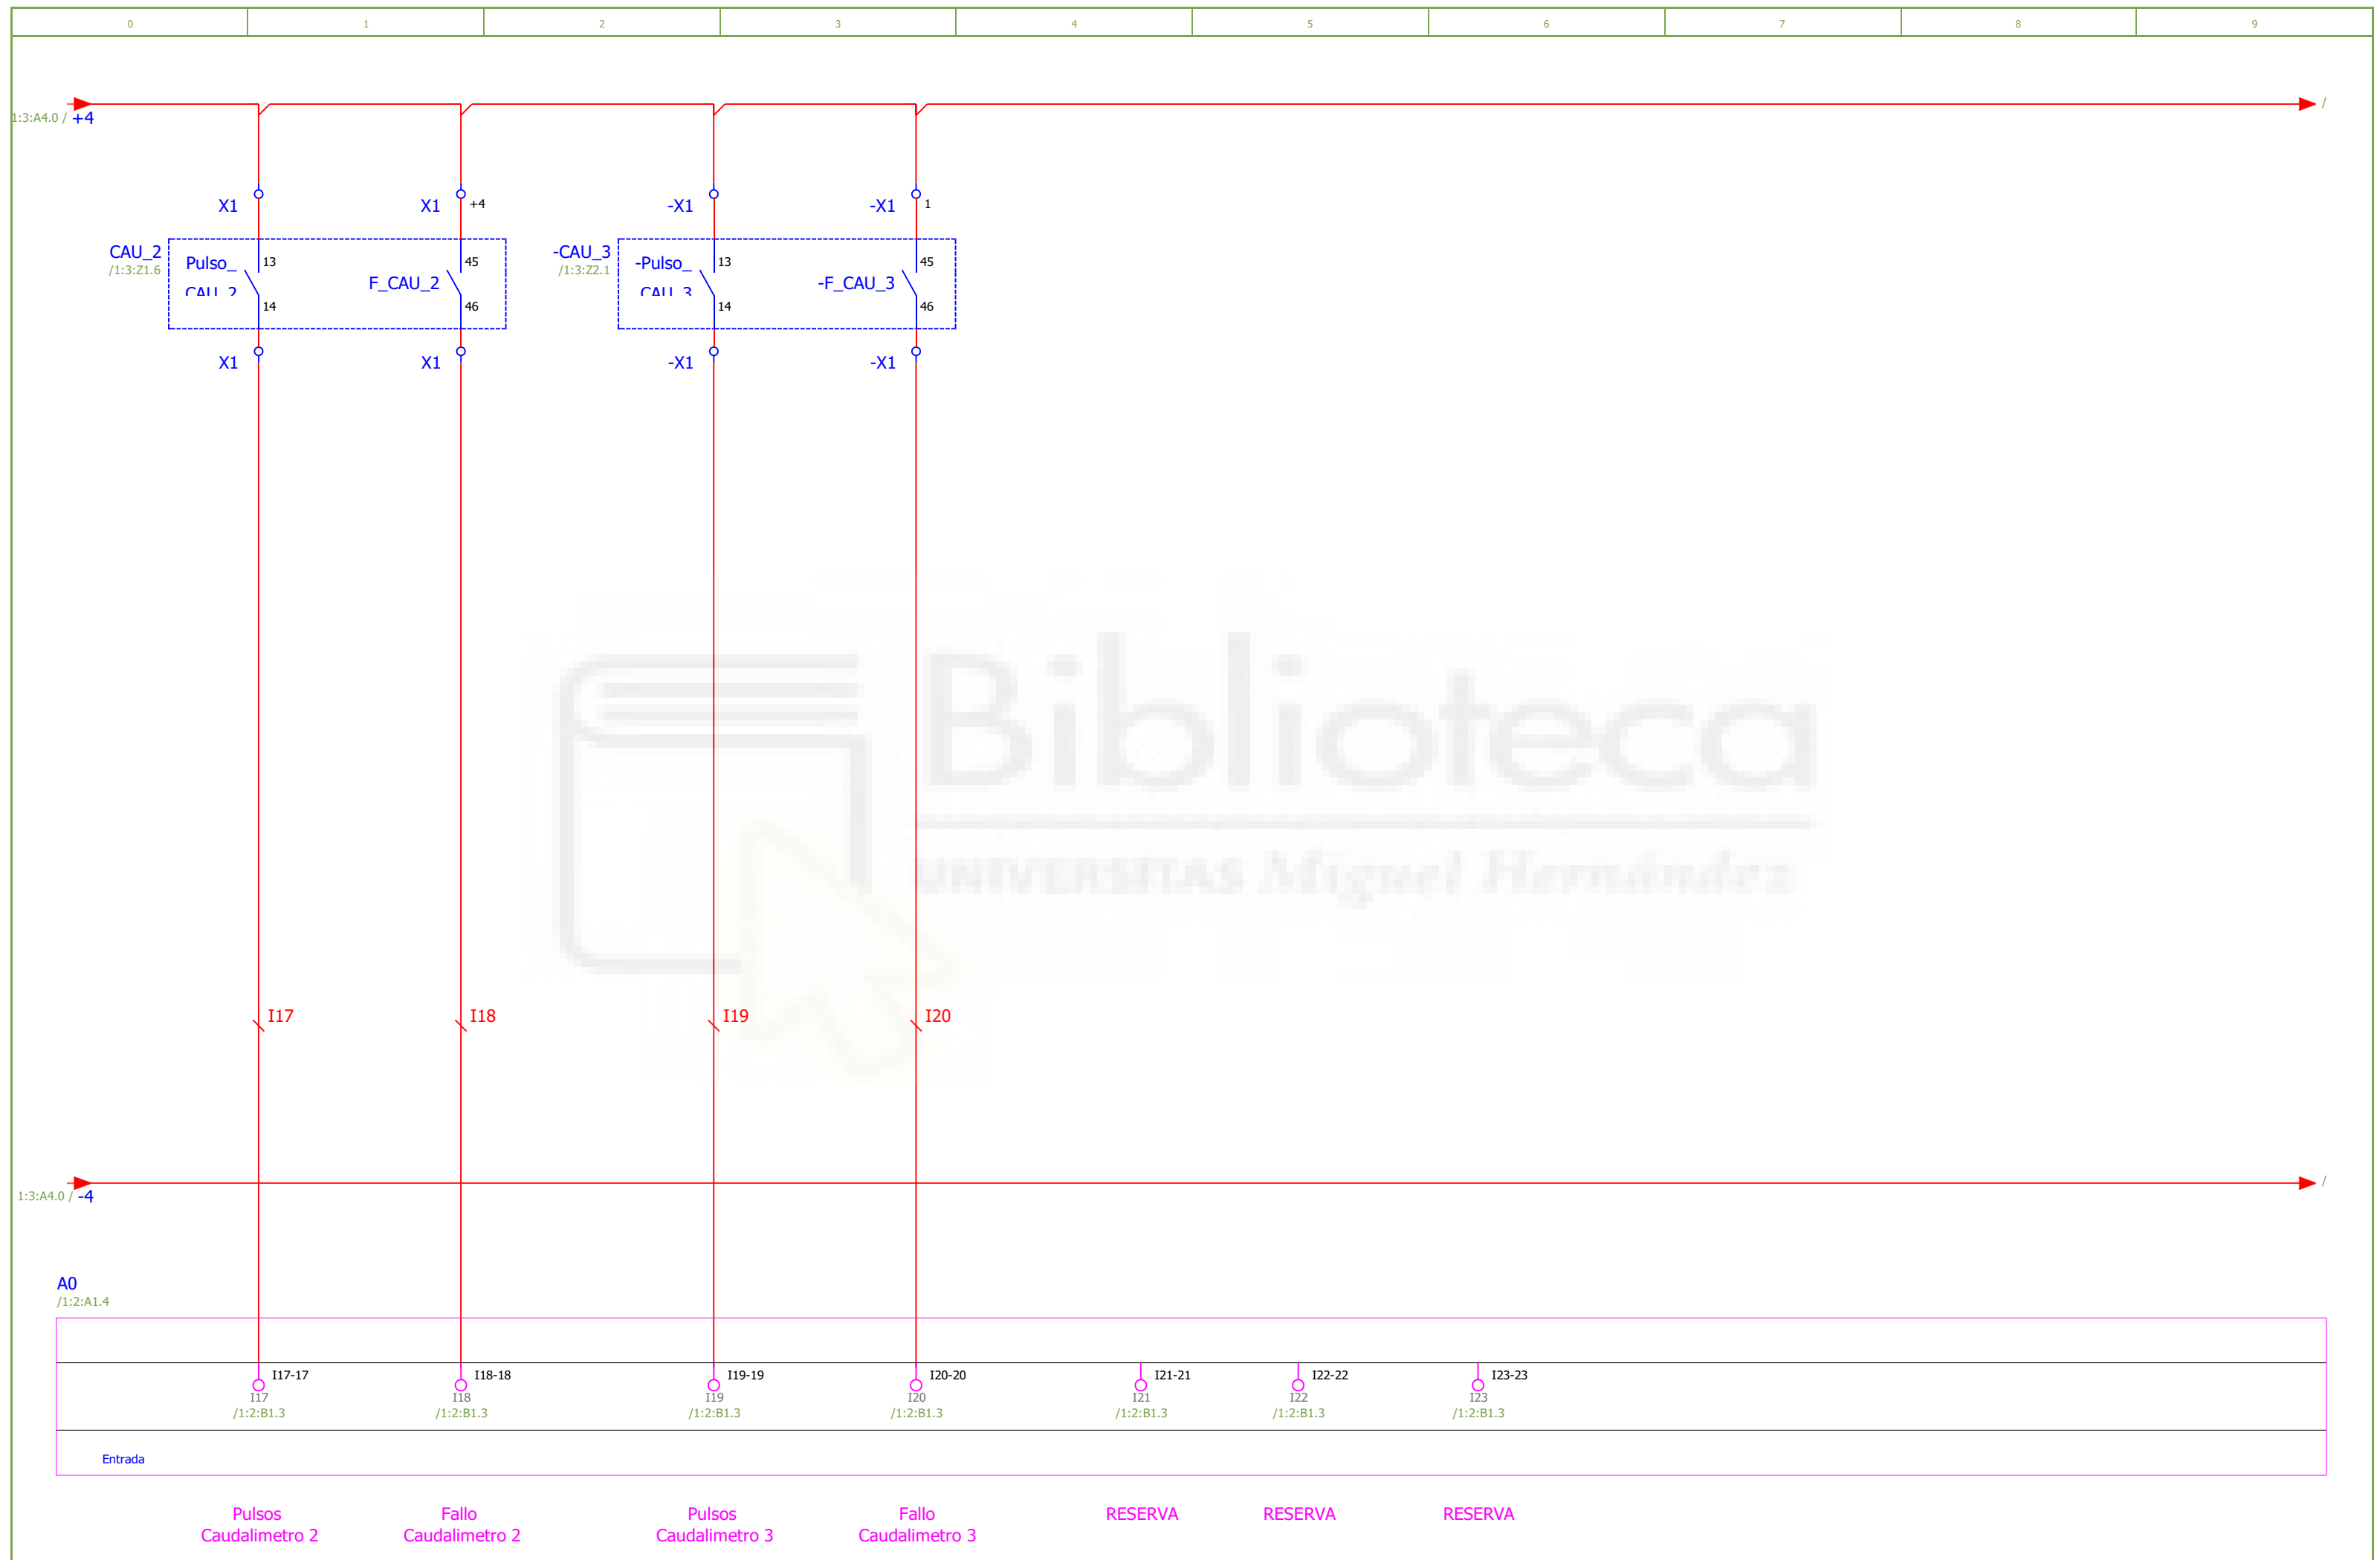 0 1 2 3 4 5 6 7 8 9
/
1:3:A4.0 / +4
X1 X1 +4 -X1 -X1 1
CAU_2 -CAU_3
/1:3:Z1.6 /1:3:Z2.1
Pulso_ 13 45 -Pulso_ 13 45
CAU_2 F_CAU_2 CAU_3 -F_CAU_3
14 46 14 46
X1 X1 -X1 -X1
Biblioteca
UNIVERSITAS Miguel Hernández
I17 I18 I19 I20
/
1:3:A4.0 / -4
A0
/1:2:A1.4
I17-17 I18-18 I19-19 I20-20 I21-21 I22-22 I23-23
I17 I18 I19 I20 I21 I22 I23
/1:2:B1.3 /1:2:B1.3 /1:2:B1.3 /1:2:B1.3 /1:2:B1.3 /1:2:B1.3 /1:2:B1.3
Entrada
Pulsos Fallo Pulsos Fallo RESERVA RESERVA RESERVA
Caudalimetro 2 Caudalimetro 2 Caudalimetro 3 Caudalimetro 3